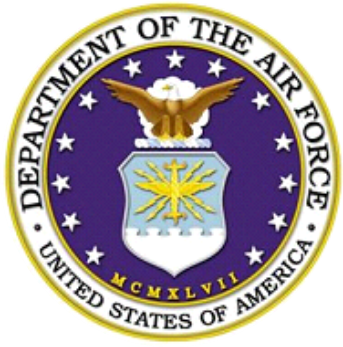 DEPARTMENT OF THE AIR FORCE
MCMXLVII
• UNITED STATES OF AMERICA •